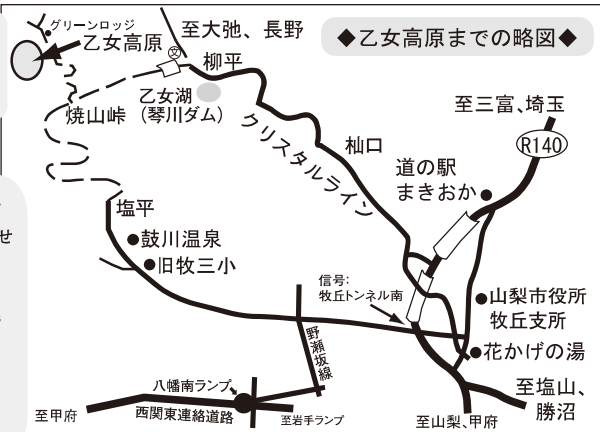 ◆乙女高原までの略図◆
グリーンロッジ
乙女高原
至大弛、長野
文
柳平
乙女湖
(琴川ダム)
焼山峠
クリスタルライン
杣口
至三富、埼玉
R140
道の駅
まきおか
塩平
鼓川温泉
旧牧三小
せ
信号:
牧丘トンネル南
山梨市役所
牧丘支所
野瀬坂線
花かげの湯
八幡南ランプ
至甲府
西関東連絡道路
至岩手ランプ
至山梨、甲府
至塩山、
勝沼